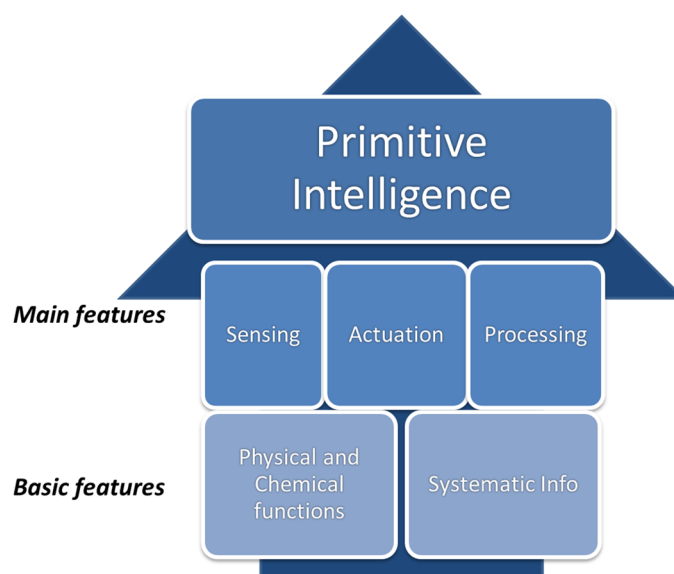 Primitive
Intelligence
Main features
Sensing
Actuation
Processing
Basic features
Physical and
Chemical
functions
Systematic Info